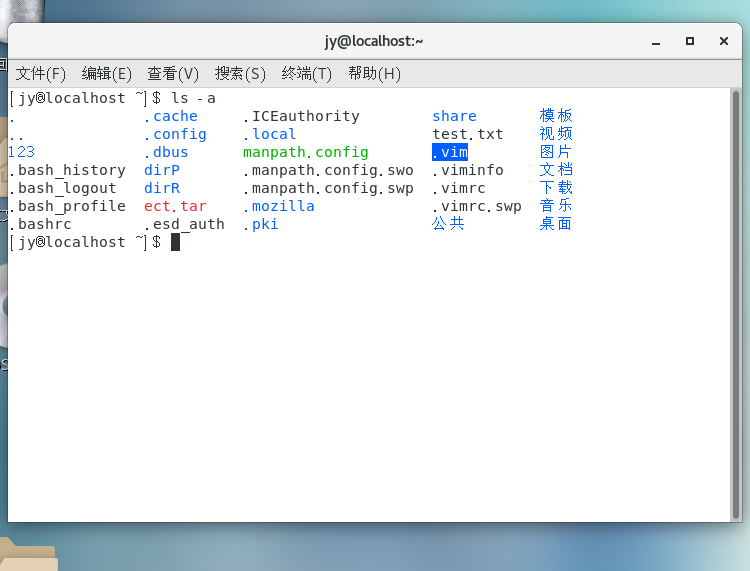 jy@localhost:~
文件(F) 编辑(E) 查看(V) 搜索(S) 终端(T) 帮助(H)
[jy@localhost ~]$ ls -a
. .cache .ICEauthority share 模板
.. .config .local test.txt 视频
123 .dbus manpath.config .vim 图片
.bash_history dirP .manpath.config.swo .viminfo 文档
.bash_logout dirR .manpath.config.swp .vimrc 下载
.bash_profile ect.tar .mozilla .vimrc.swp 音乐
.bashrc .esd_auth .pki 公共 桌面
[jy@localhost ~]$